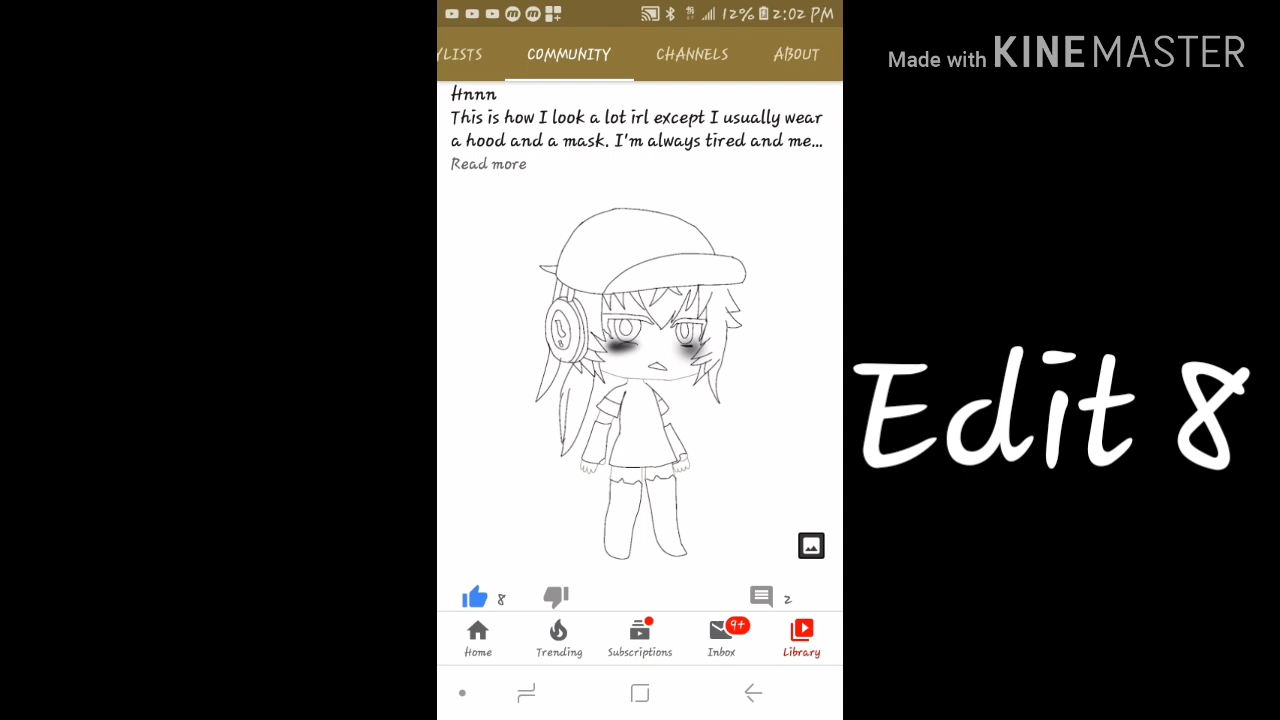 12% 2:02 PM
YLISTS COMMUNITY CHANNELS ABOUT
Made with KINEMASTER
Hnnn
This is how I look a lot irl except I usually wear
a hood and a mask. I'm always tired and me...
Read more
Edit 8
8 2
9+
Home Trending Subscriptions Inbox Library